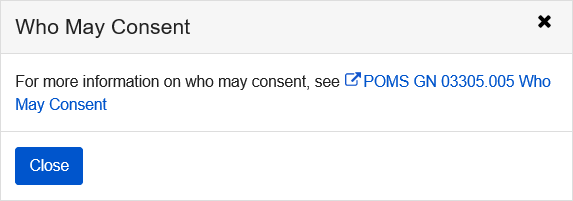 Who May Consent
For more information on who may consent, see POMS GN 03305.005 Who
May Consent
Close